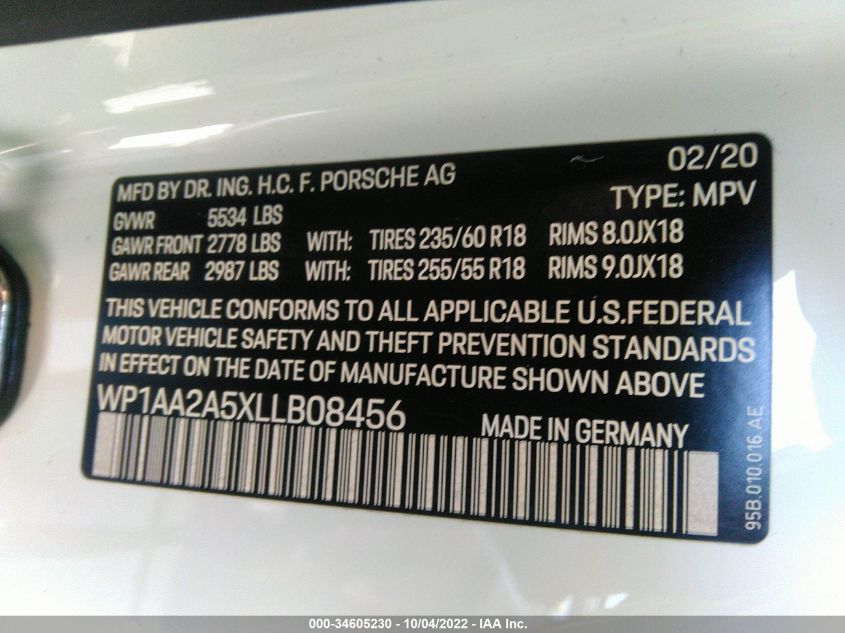 02/20
MFD BY DR. ING. H.C. F. PORSCHE AG
TYPE: MPV
GVWR 5534 LBS
GAWR FRONT 2778 LBS WITH: TIRES 235/60 R18 RIMS 8.0JX18
GAWR REAR 2987 LBS WITH: TIRES 255/55 R18 RIMS 9.0JX18
THIS VEHICLE CONFORMS TO ALL APPLICABLE U.S.FEDERAL
MOTOR VEHICLE SAFETY AND THEFT PREVENTION STANDARDS
IN EFFECT ON THE DATE OF MANUFACTURE SHOWN ABOVE
WP1AA2A5XLLB08456
MADE IN GERMANY
95B.010.016.AE
000-34605230 - 10/04/2022 - IAA Inc.